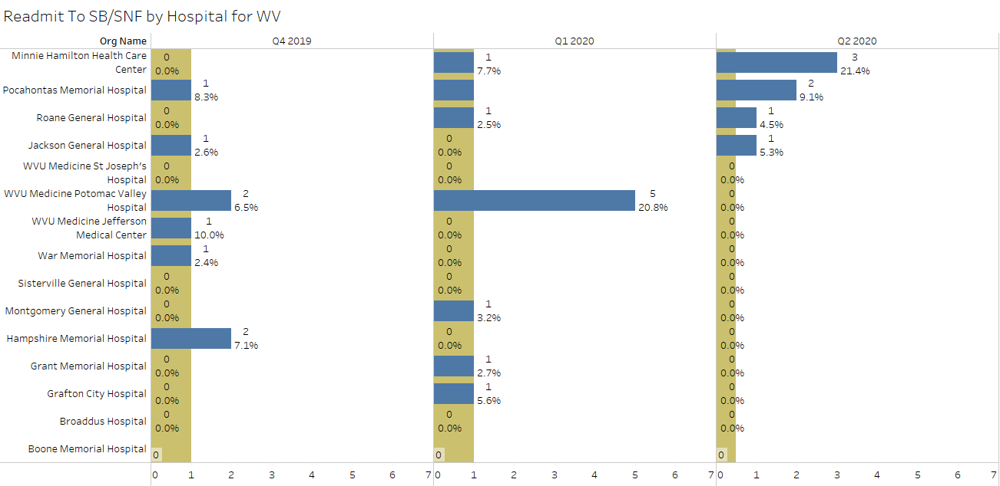 Readmit To SB/SNF by Hospital for WV
Org Name Q4 2019 Q1 2020 Q2 2020
Minnie Hamilton Health Care 0 1 3
Center 0.0% 7.7% 21.4%
Pocahontas Memorial Hospital 1 8.3% 2 9.1%
Roane General Hospital 0 0.0% 1 2.5% 1 4.5%
Jackson General Hospital 1 2.6% 0 0.0% 1 5.3%
WVU Medicine St Joseph's 0 0 0
Hospital 0.0% 0.0% 0.0%
WVU Medicine Potomac Valley 2 5 0
Hospital 6.5% 20.8% 0.0%
WVU Medicine Jefferson 1 0 0
Medical Center 10.0% 0.0% 0.0%
War Memorial Hospital 1 2.4% 0 0.0% 0 0.0%
Sisterville General Hospital 0 0.0% 0 0.0% 0 0.0%
Montgomery General Hospital 0 0.0% 1 3.2% 0 0.0%
Hampshire Memorial Hospital 2 7.1% 0 0.0% 0 0.0%
Grant Memorial Hospital 0 0.0% 1 2.7% 0 0.0%
Grafton City Hospital 0 0.0% 1 5.6% 0 0.0%
Broaddus Hospital 0 0.0% 0 0.0% 0 0.0%
Boone Memorial Hospital 0 0 0
0 1 2 3 4 5 6 7 0 1 2 3 4 5 6 7 0 1 2 3 4 5 6 7